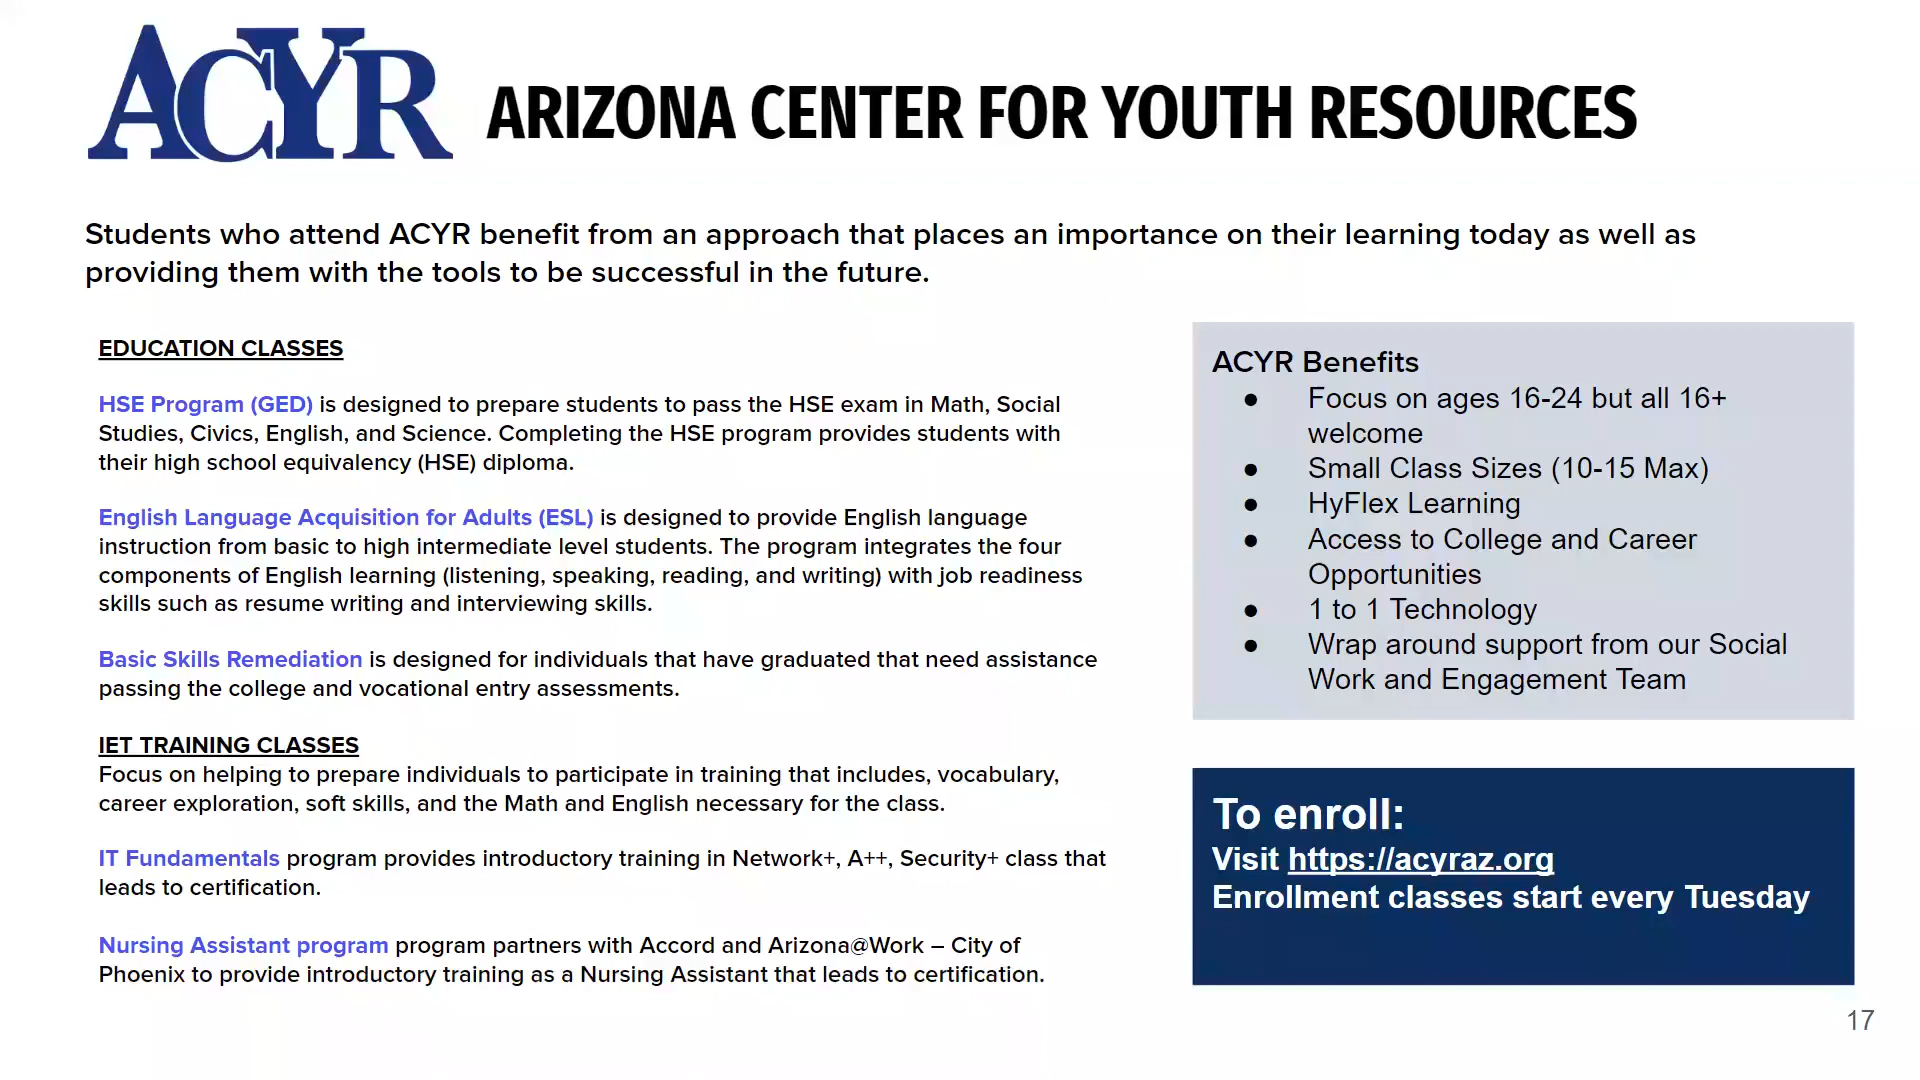 ACYR
ARIZONA CENTER FOR YOUTH RESOURCES
Students who attend ACYR benefit from an approach that places an importance on their learning today as well as
providing them with the tools to be successful in the future.
EDUCATION CLASSES
HSE Program (GED) is designed to prepare students to pass the HSE exam in Math, Social
Studies, Civics, English, and Science. Completing the HSE program provides students with
their high school equivalency (HSE) diploma.
English Language Acquisition for Adults (ESL) is designed to provide English language
instruction from basic to high intermediate level students. The program integrates the four
components of English learning (listening, speaking, reading, and writing) with job readiness
skills such as resume writing and interviewing skills.
Basic Skills Remediation is designed for individuals that have graduated that need assistance
passing the college and vocational entry assessments.
IET TRAINING CLASSES
Focus on helping to prepare individuals to participate in training that includes, vocabulary,
career exploration, soft skills, and the Math and English necessary for the class.
IT Fundamentals program provides introductory training in Network+, A++, Security+ class that
leads to certification.
Nursing Assistant program program partners with Accord and Arizona@Work – City of
Phoenix to provide introductory training as a Nursing Assistant that leads to certification.
ACYR Benefits
● Focus on ages 16-24 but all 16+
welcome
● Small Class Sizes (10-15 Max)
● HyFlex Learning
● Access to College and Career
Opportunities
● 1 to 1 Technology
● Wrap around support from our Social
Work and Engagement Team
To enroll:
Visit https://acyraz.org
Enrollment classes start every Tuesday
17